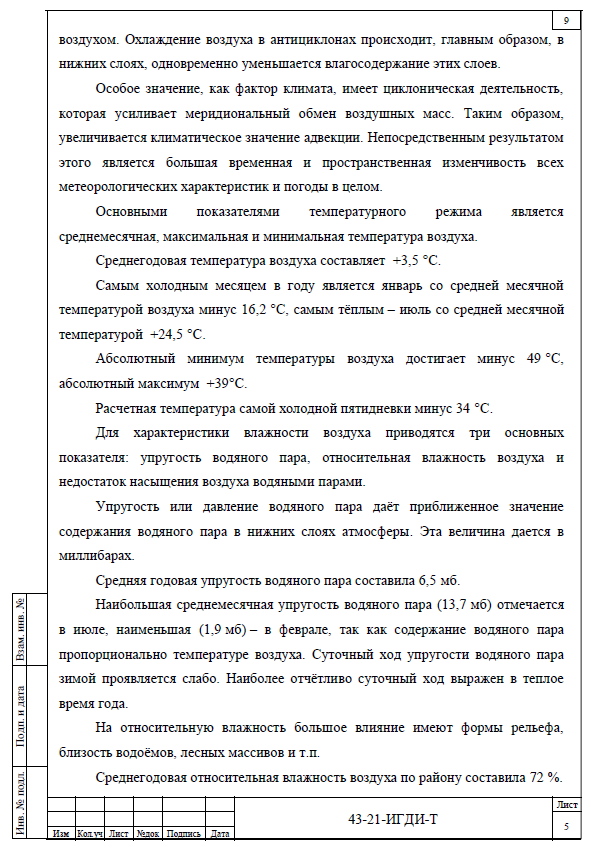 9
воздухом. Охлаждение воздуха в антициклонах происходит, главным образом, в
нижних слоях, одновременно уменьшается влагосодержание этих слоев.
Особое значение, как фактор климата, имеет циклоническая деятельность,
которая усиливает меридиональный обмен воздушных масс. Таким образом,
увеличивается климатическое значение адвекции. Непосредственным результатом
этого является большая временная и пространственная изменчивость всех
метеорологических характеристик и погоды в целом.
Основными показателями температурного режима является
среднемесячная, максимальная и минимальная температура воздуха.
Среднегодовая температура воздуха составляет +3,5 °С.
Самым холодным месяцем в году является январь со средней месячной
температурой воздуха минус 16,2 °С, самым тёплым – июль со средней месячной
температурой +24,5 °С.
Абсолютный минимум температуры воздуха достигает минус 49 °С,
абсолютный максимум +39°С.
Расчетная температура самой холодной пятидневки минус 34 °С.
Для характеристики влажности воздуха приводятся три основных
показателя: упругость водяного пара, относительная влажность воздуха и
недостаток насыщения воздуха водяными парами.
Упругость или давление водяного пара даёт приближенное значение
содержания водяного пара в нижних слоях атмосферы. Эта величина дается в
миллибарах.
Средняя годовая упругость водяного пара составила 6,5 мб.
Наибольшая среднемесячная упругость водяного пара (13,7 мб) отмечается
в июле, наименьшая (1,9 мб) – в феврале, так как содержание водяного пара
пропорционально температуре воздуха. Суточный ход упругости водяного пара
зимой проявляется слабо. Наиболее отчётливо суточный ход выражен в теплое
время года.
На относительную влажность большое влияние имеют формы рельефа,
близость водоёмов, лесных массивов и т.п.
Среднегодовая относительная влажность воздуха по району составила 72 %.
Взам. инв. №
Подп. и дата
Инв. № подл.
Изм Кол.уч Лист №док Подпись Дата
43-21-ИГДИ-Т
Лист
5